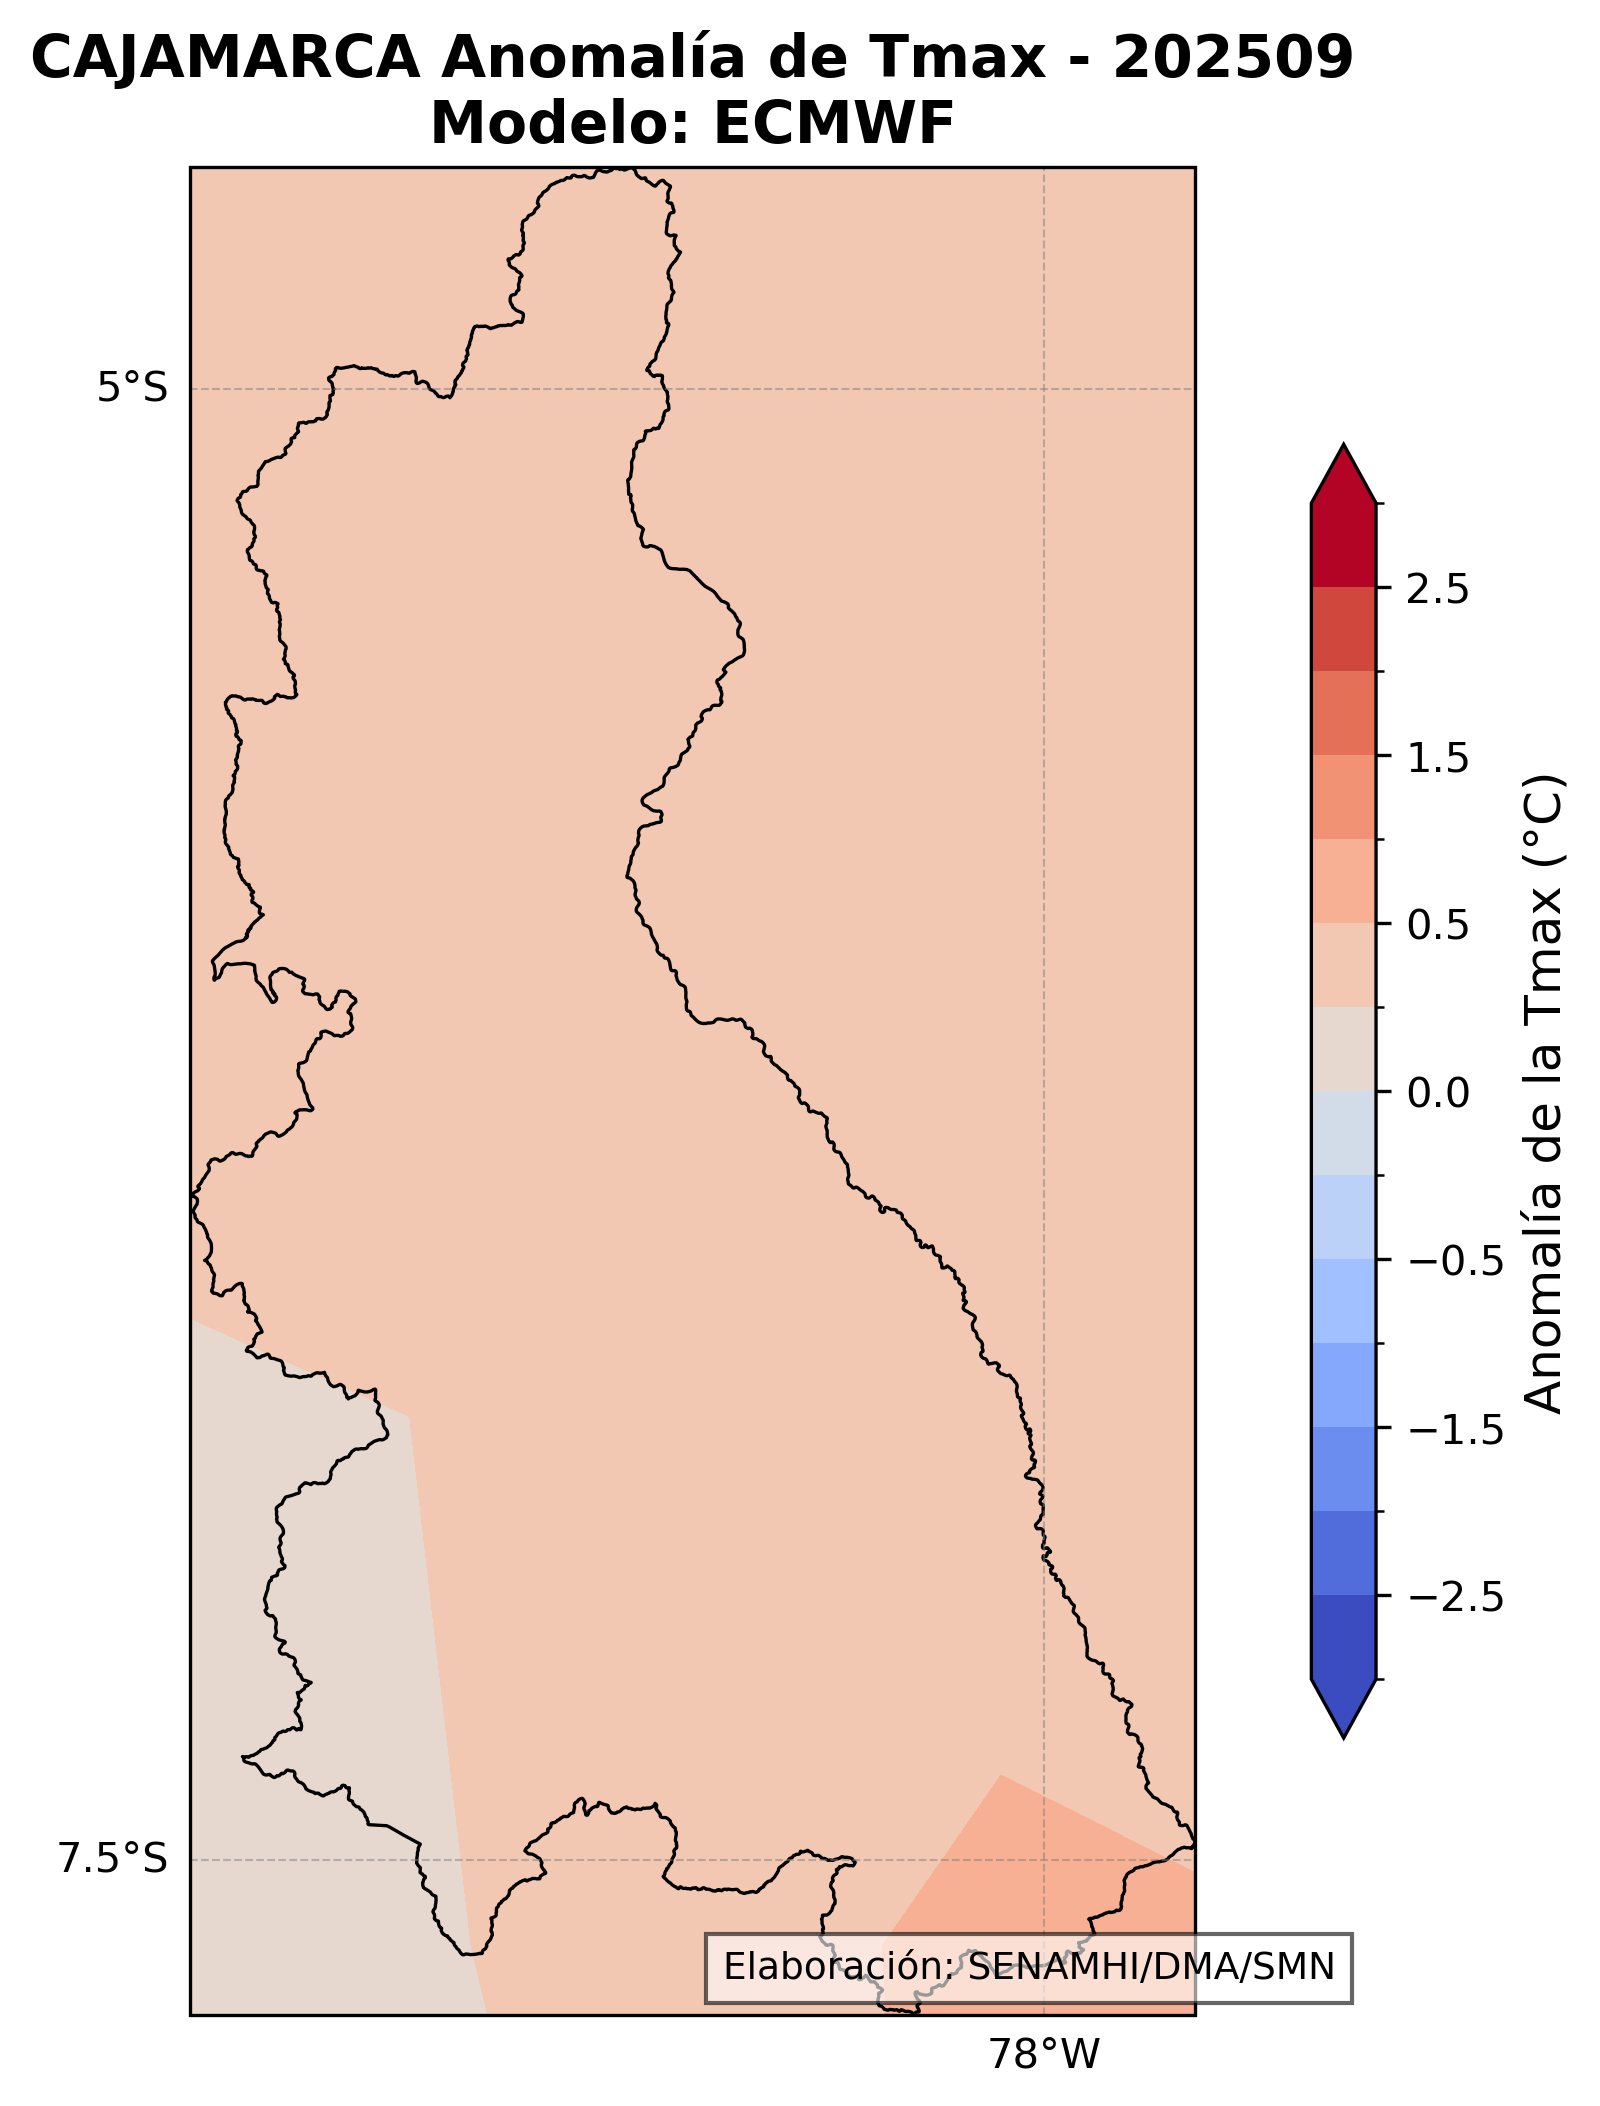 CAJAMARCA Anomalía de Tmax - 202509
Modelo: ECMWF
5°S
7.5°S
78°W
2.5
1.5
0.5
0.0
−0.5
−1.5
−2.5
Anomalía de la Tmax (°C)
Elaboración: SENAMHI/DMA/SMN